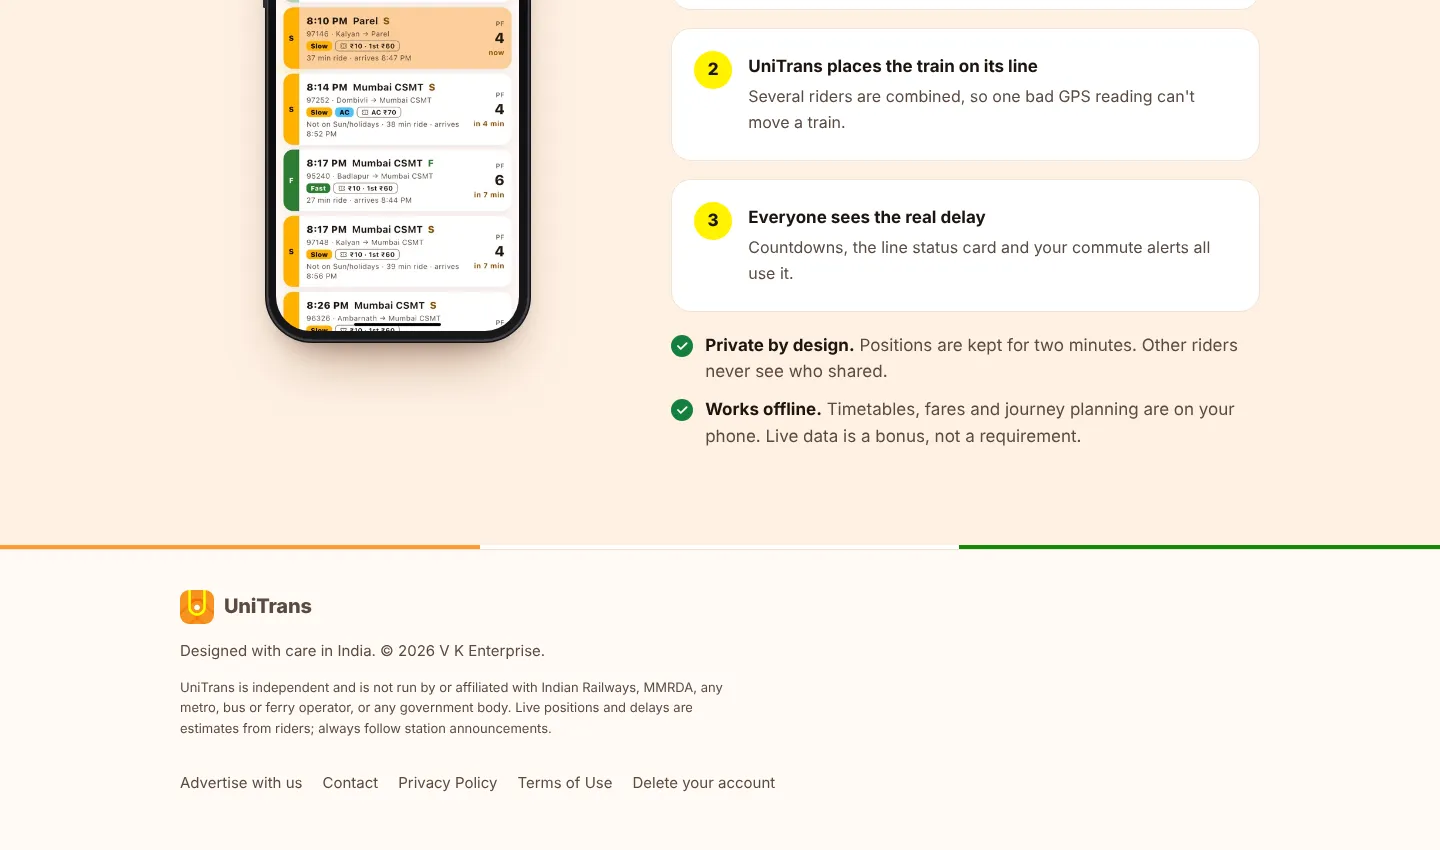 8:10 PM Parel S
PF
97146 · Kalyan → Parel
4
S
Slow ₹10 · 1st ₹60
now
37 min ride · arrives 8:47 PM
8:14 PM Mumbai CSMT S
PF
97252 · Dombivli → Mumbai CSMT
4
S
Slow AC AC ₹70
Not on Sun/holidays · 38 min ride · arrives
in 4 min
8:52 PM
8:17 PM Mumbai CSMT F
PF
95240 · Badlapur → Mumbai CSMT
6
F
Fast ₹10 · 1st ₹60
in 7 min
27 min ride · arrives 8:44 PM
8:17 PM Mumbai CSMT S
PF
97148 · Kalyan → Mumbai CSMT
4
S
Slow ₹10 · 1st ₹60
Not on Sun/holidays · 39 min ride · arrives
in 7 min
8:56 PM
8:26 PM Mumbai CSMT S
96326 · Ambarnath → Mumbai CSMT
PF
Slow ₹10 · 1st ₹60
2
UniTrans places the train on its line
Several riders are combined, so one bad GPS reading can't
move a train.
3
Everyone sees the real delay
Countdowns, the line status card and your commute alerts all
use it.
Private by design. Positions are kept for two minutes. Other riders
never see who shared.
Works offline. Timetables, fares and journey planning are on your
phone. Live data is a bonus, not a requirement.
UniTrans
Designed with care in India. © 2026 V K Enterprise.
UniTrans is independent and is not run by or affiliated with Indian Railways, MMRDA, any
metro, bus or ferry operator, or any government body. Live positions and delays are
estimates from riders; always follow station announcements.
Advertise with us Contact Privacy Policy Terms of Use Delete your account